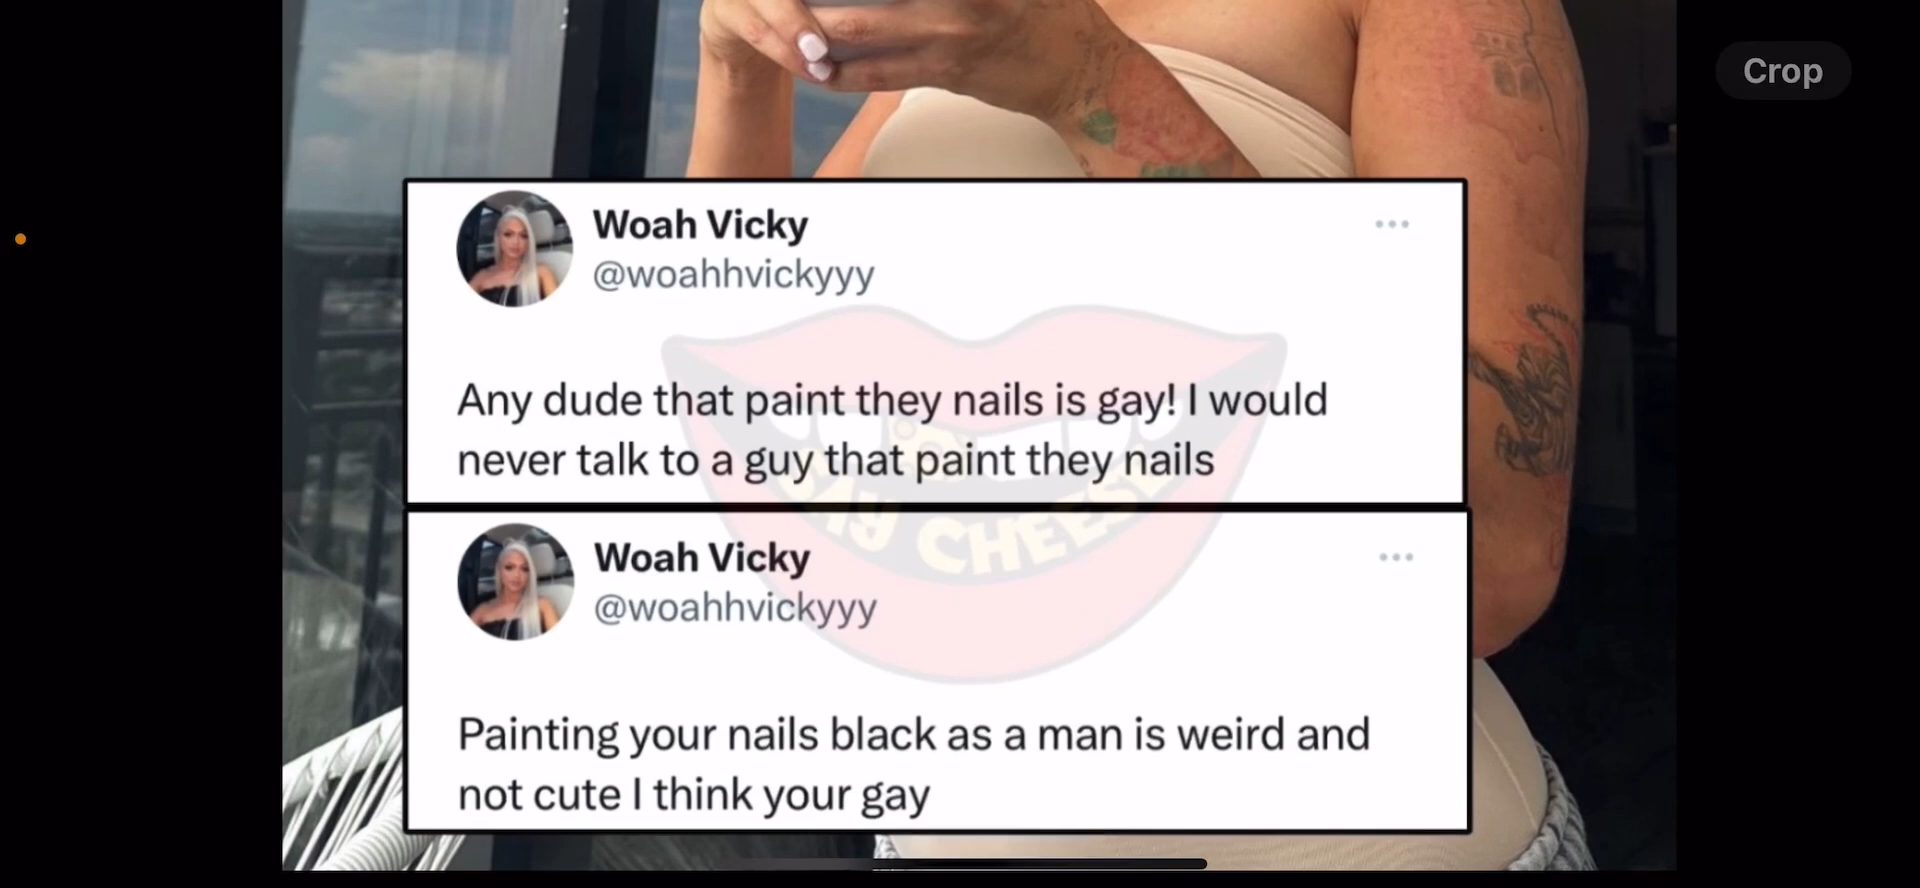 Crop
Woah Vicky
@woahhvickyyy
Any dude that paint they nails is gay! I would
never talk to a guy that paint they nails
SAY CHEESE
Woah Vicky
@woahhvickyyy
Painting your nails black as a man is weird and
not cute I think your gay